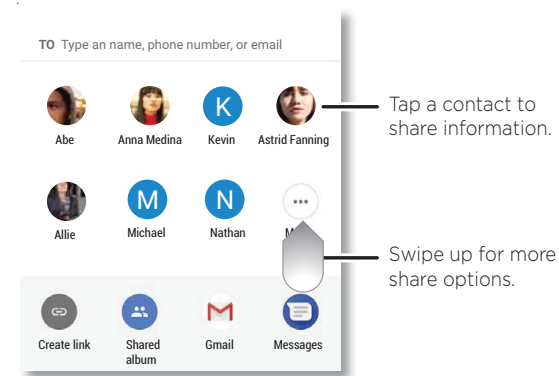 TO Type an name, phone number, or email
Abe Anna Medina Kevin Astrid Fanning
K
Tap a contact to
share information.
M N
Allie Michael Nathan
Swipe up for more
share options.
Create link Shared Gmail Messages
album